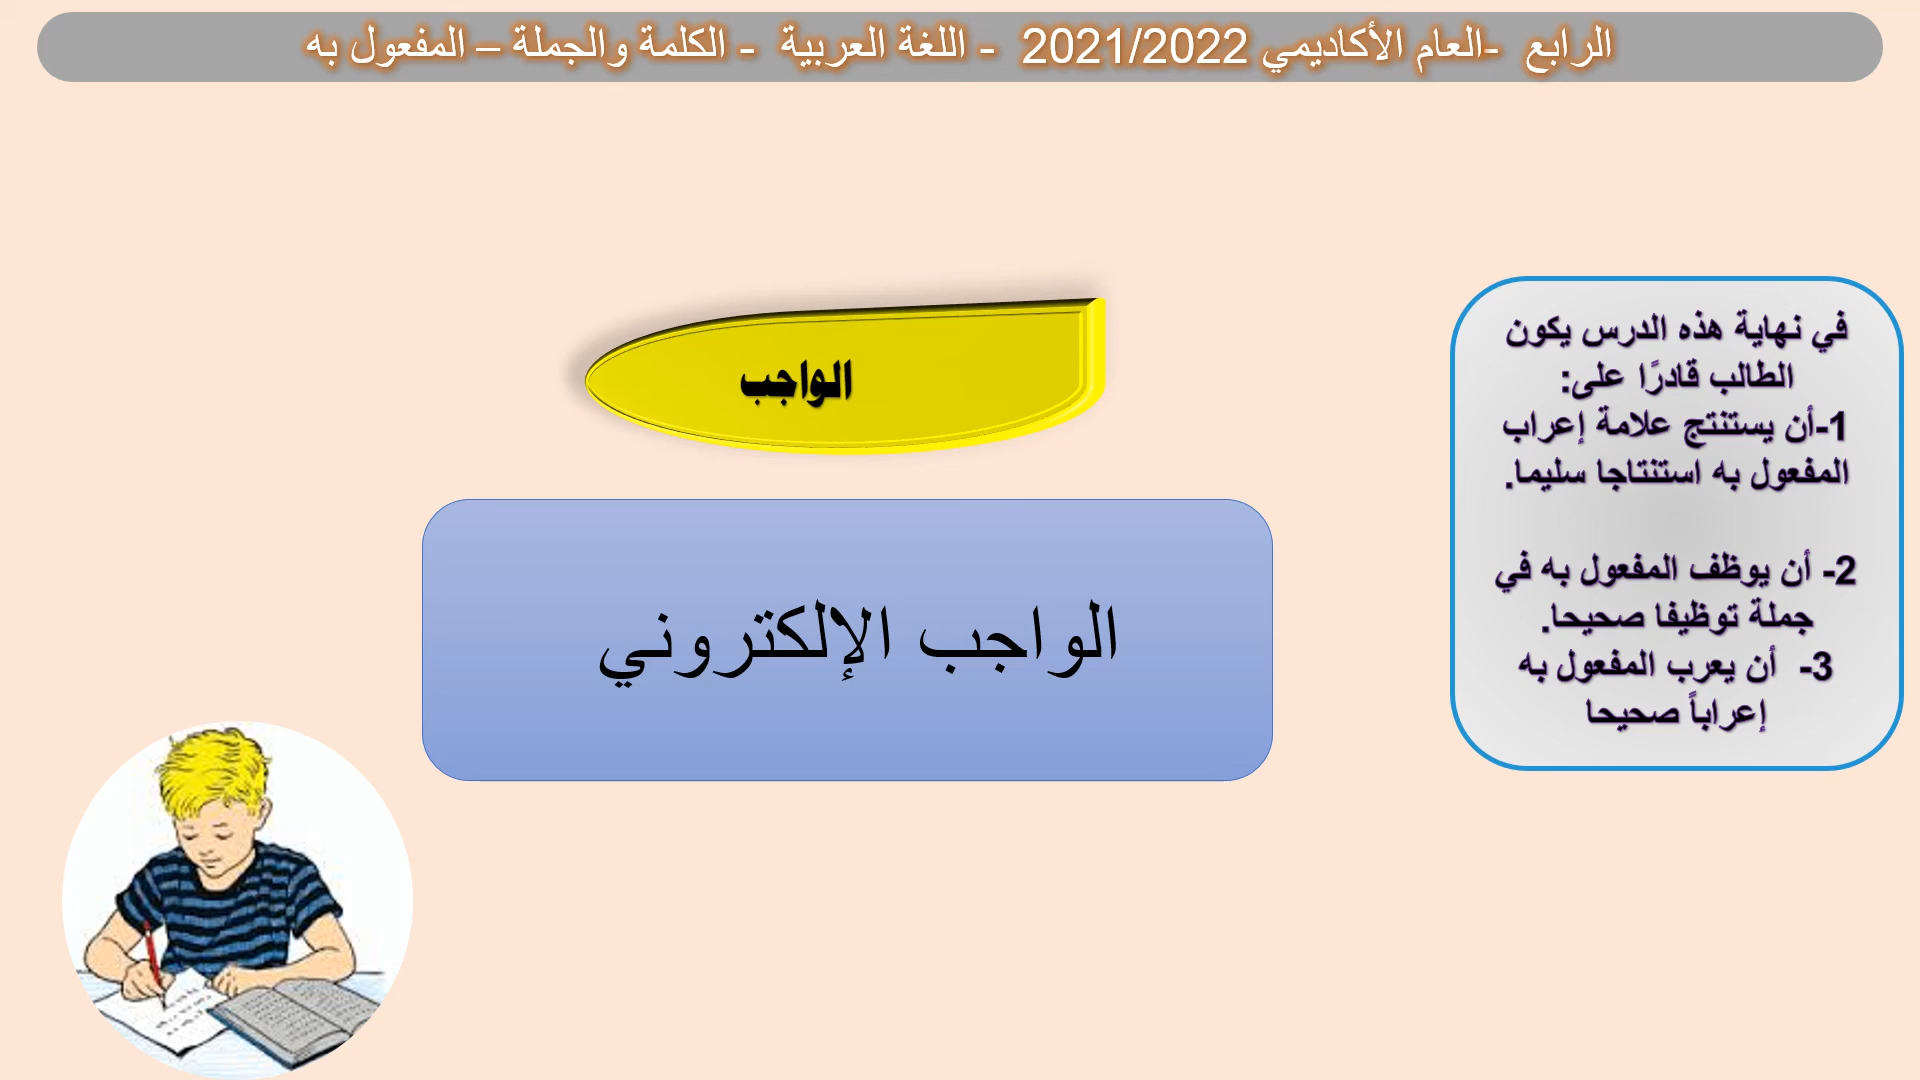 الرابع  -العام الأكاديمي 2021/2022  - اللغة العربية  - الكلمة والجملة – المفعول به
في نهاية هذه الدرس يكون
الطالب قادرًا على:
1-أن يستنتج علامة إعراب
المفعول به استنتاجا سليما.
2- أن يوظف المفعول به في
جملة توظيفا صحيحا.
3-  أن يعرب المفعول به
إعراباً صحيحا
الواجب
الواجب الإلكتروني